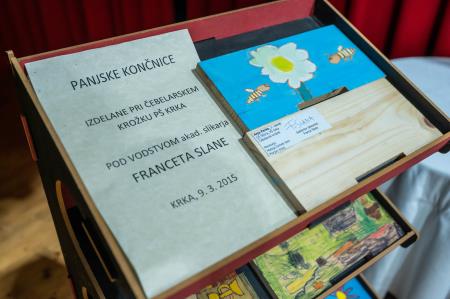 PANJSKE KONČNICE
IZDELANE PRI ČEBELARSKEM
KROŽKU PŠ KRKA
POD VODSTVOM akad. slikarja
FRANCETA SLANE
KRKA, 9. 3. 2015